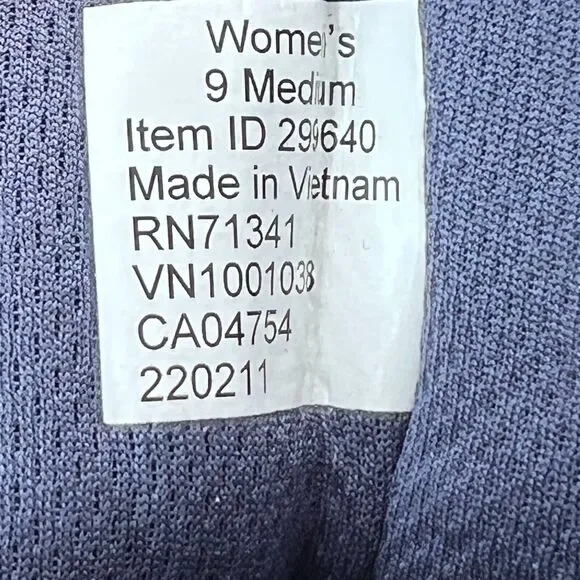 Women's
9 Medium
Item ID 299640
Made in Vietnam
RN71341
VN1001038
CA04754
220211